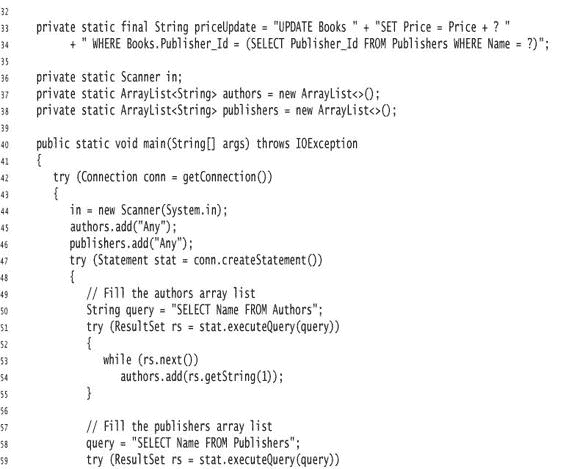 32
33 private static final String priceUpdate = "UPDATE Books " + "SET Price = Price + ? "
34 + " WHERE Books.Publisher_Id = (SELECT Publisher_Id FROM Publishers WHERE Name = ?)";
35
36 private static Scanner in;
37 private static ArrayList<String> authors = new ArrayList<>();
38 private static ArrayList<String> publishers = new ArrayList<>();
39
40 public static void main(String[] args) throws IOException
41 {
42 try (Connection conn = getConnection())
43 {
44 in = new Scanner(System.in);
45 authors.add("Any");
46 publishers.add("Any");
47 try (Statement stat = conn.createStatement())
48 {
49 // Fill the authors array list
50 String query = "SELECT Name FROM Authors";
51 try (ResultSet rs = stat.executeQuery(query))
52 {
53 while (rs.next())
54 authors.add(rs.getString(1));
55 }
56
57 // Fill the publishers array list
58 query = "SELECT Name FROM Publishers";
59 try (ResultSet rs = stat.executeQuery(query))